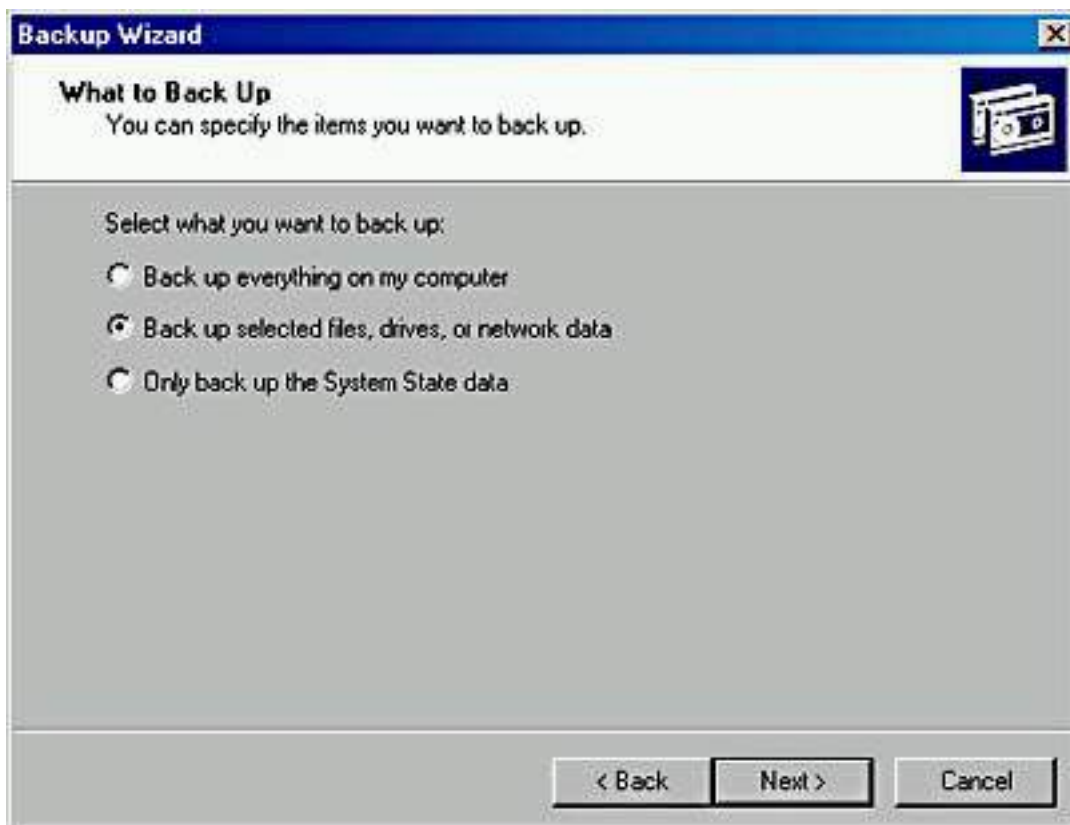 Backup Wizard
What to Back Up
You can specify the items you want to back up.
Select what you want to back up:
Back up everything on my computer
Back up selected files, drives, or network data
Only back up the System State data
< Back
Next >
Cancel